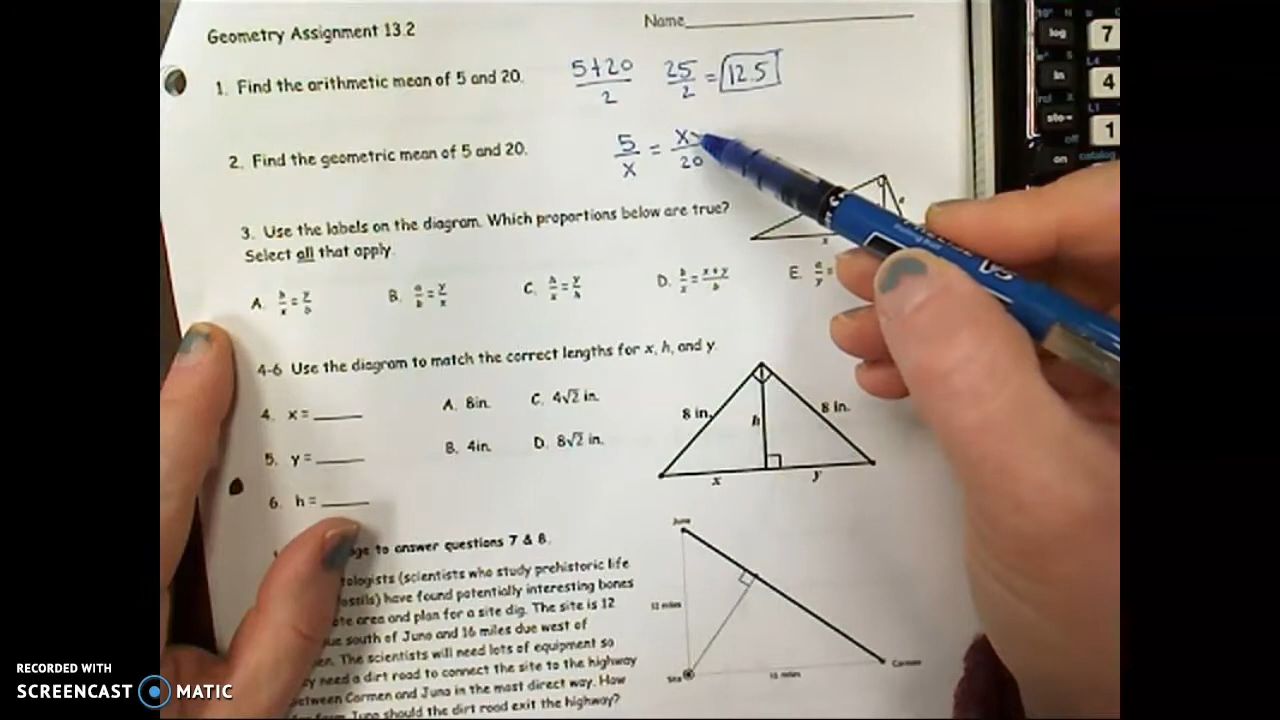 Geometry Assignment 13.2
Name
1. Find the arithmetic mean of 5 and 20.
5+20
2
25
2
= 12.5
2. Find the geometric mean of 5 and 20.
5
x
=
x
20
3. Use the labels on the diagram. Which proportions below are true?
Select all that apply.
A.
B.
C.
D.
E.
x
4-6 Use the diagram to match the correct lengths for x, h, and y.
4. x =
A. 8in.
C. 4√2 in.
5. y =
B. 4in.
D. 8√2 in.
6. h =
8 in.
8 in.
h
x
y
to answer questions 7 & 8.
(scientists who study prehistoric life
have found potentially interesting bones
area and plan for a site dig. The site is 12
south of Juno and 16 miles due west of
The scientists will need lots of equipment so
need a dirt road to connect the site to the highway
between Carmen and Juno in the most direct way. How
Juno should the dirt road exit the highway?
Juno
12 miles
Site
Carmen
miles
log
ln
sto
on
off
catalog
L4
L1
7
4
1
RECORDED WITH
SCREENCAST MATIC